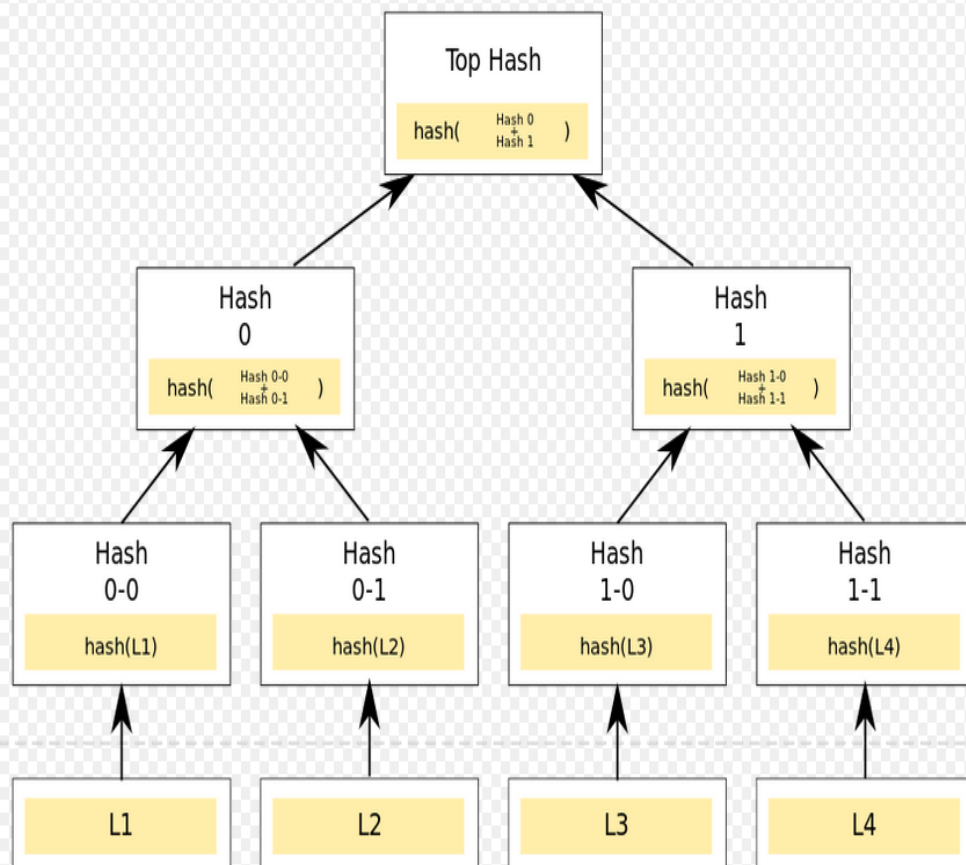 Top Hash
hash( Hash 0 + Hash 1 )
Hash
0
hash( Hash 0-0 + Hash 0-1 )
Hash
1
hash( Hash 1-0 + Hash 1-1 )
Hash
0-0
hash(L1)
Hash
0-1
hash(L2)
Hash
1-0
hash(L3)
Hash
1-1
hash(L4)
L1
L2
L3
L4